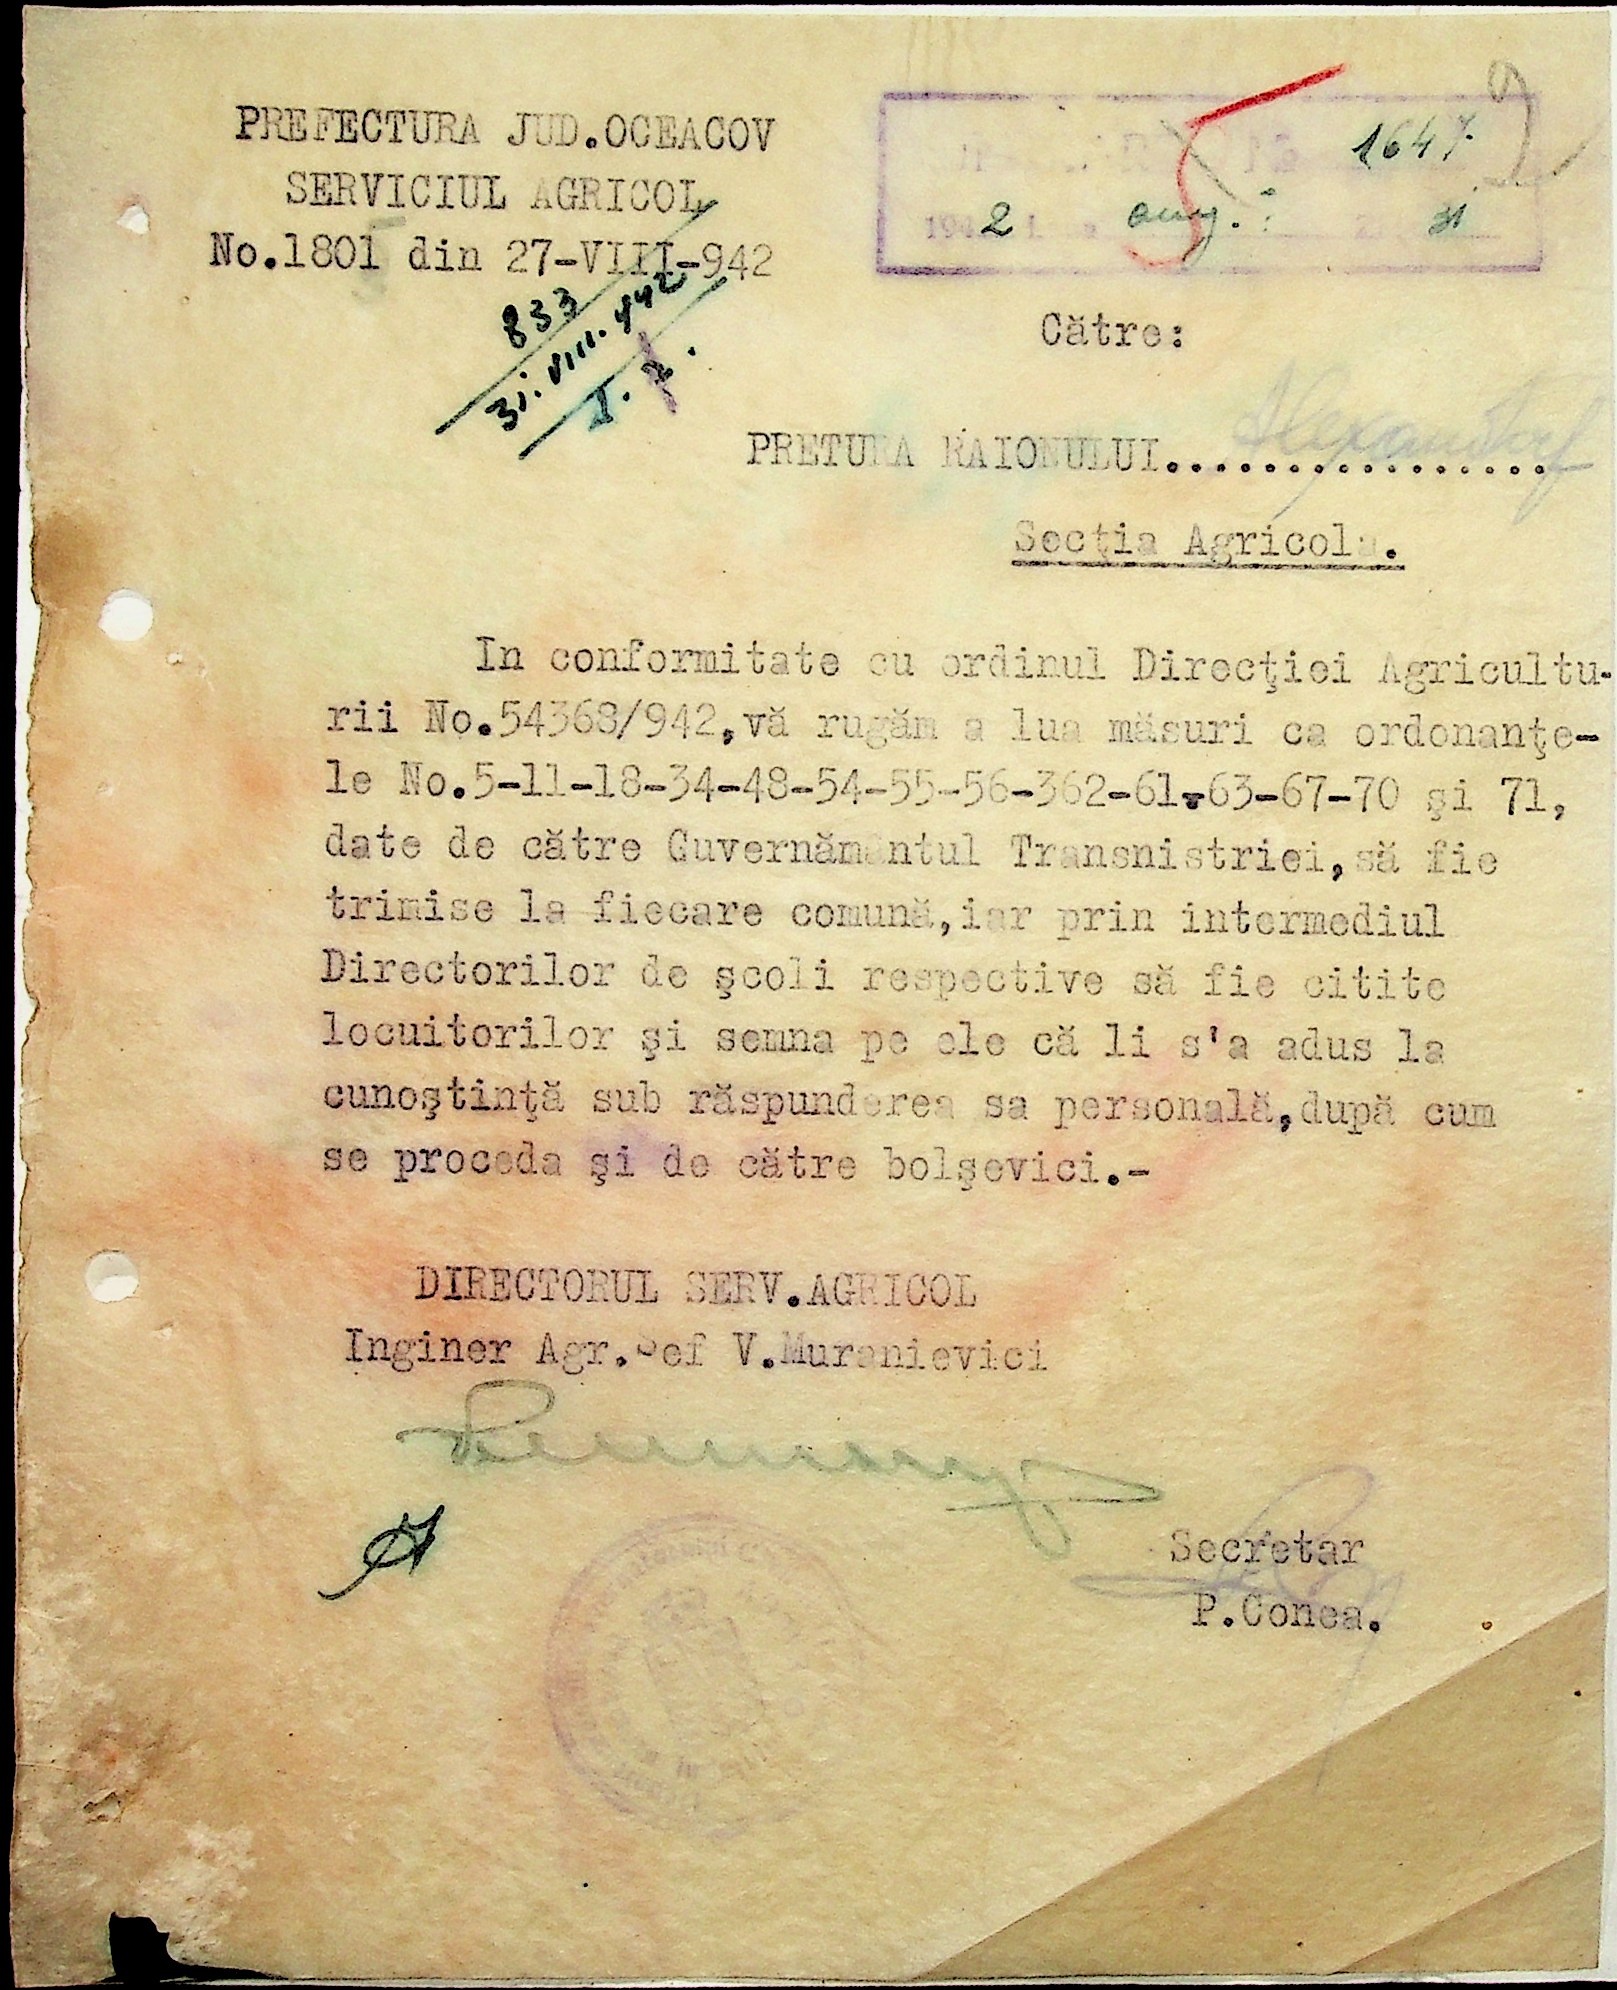 PREFECTURA JUD.OCEACOV
SERVICIUL AGRICOL
No.1801 din 27-VIII-942
833
31.VIII.942
1647
1942 aug. 31
Către:
PRETURA RAIONULUI.................
Secţia Agricola.
In conformitate cu ordinul Direcţiei Agricultu-
rii No.54368/942,vă rugăm a lua măsuri ca ordonanţe-
le No.5-11-18-34-48-54-55-56-362-61-63-67-70 şi 71,
date de către Guvernământul Transnistriei,să fie
trimise la fiecare comună,iar prin intermediul
Directorilor de şcoli respective să fie citite
locuitorilor şi semna pe ele că li s'a adus la
cunoştinţă sub răspunderea sa personală,după cum
se proceda şi de către bolşevici.-
DIRECTORUL SERV.AGRICOL
Inginer Agr.Şef V.Muranievici
Secretar
P.Conea.